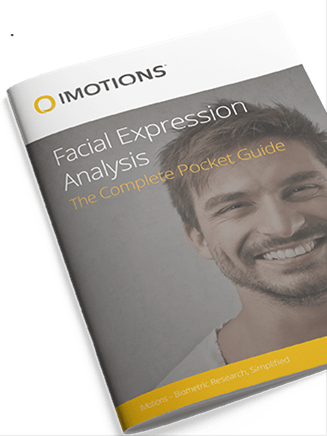 IMOTIONS
Facial Expression
Analysis
The Complete Pocket Guide
iMotions – Biometric Research, Simplified